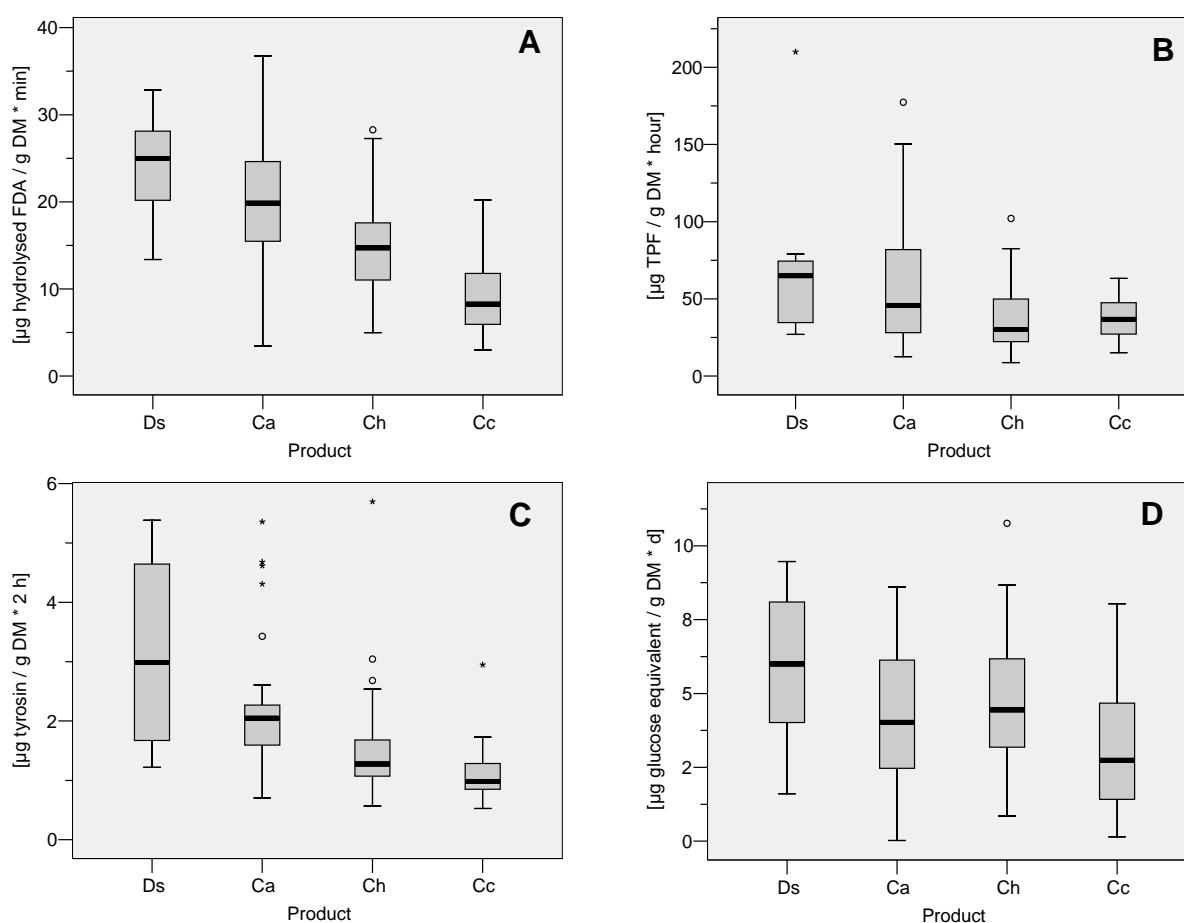 A
[µg hydrolysed FDA / g DM * min]
40
30
20
10
0
Ds Ca Ch Cc
Product
B
[µg TPF / g DM * hour]
200
150
100
50
0
Ds Ca Ch Cc
Product
C
[µg tyrosin / g DM * 2 h]
6
4
2
0
Ds Ca Ch Cc
Product
D
[µg glucose equivalent / g DM * d]
10
8
5
2
0
Ds Ca Ch Cc
Product